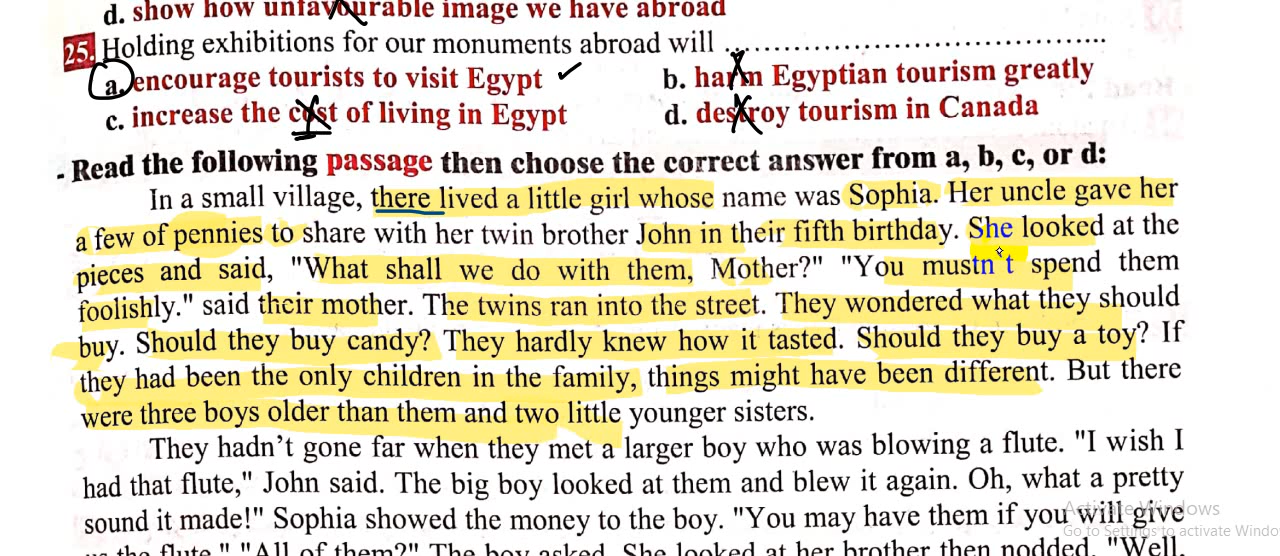 d. show how unfavourable image we have abroad
25. Holding exhibitions for our monuments abroad will ...............................................
a. encourage tourists to visit Egypt ✓ b. harm Egyptian tourism greatly
c. increase the cost of living in Egypt d. destroy tourism in Canada
- Read the following passage then choose the correct answer from a, b, c, or d:
In a small village, there lived a little girl whose name was Sophia. Her uncle gave her
a few of pennies to share with her twin brother John in their fifth birthday. She looked at the
pieces and said, "What shall we do with them, Mother?" "You mustn't spend them
foolishly." said their mother. The twins ran into the street. They wondered what they should
buy. Should they buy candy? They hardly knew how it tasted. Should they buy a toy? If
they had been the only children in the family, things might have been different. But there
were three boys older than them and two little younger sisters.
They hadn't gone far when they met a larger boy who was blowing a flute. "I wish I
had that flute," John said. The big boy looked at them and blew it again. Oh, what a pretty
sound it made!" Sophia showed the money to the boy. "You may have them if you will give
us the flute." "All of them?" The boy asked. She looked at her brother then nodded. "Well,
Activate Windows
Go to Settings to activate Windo